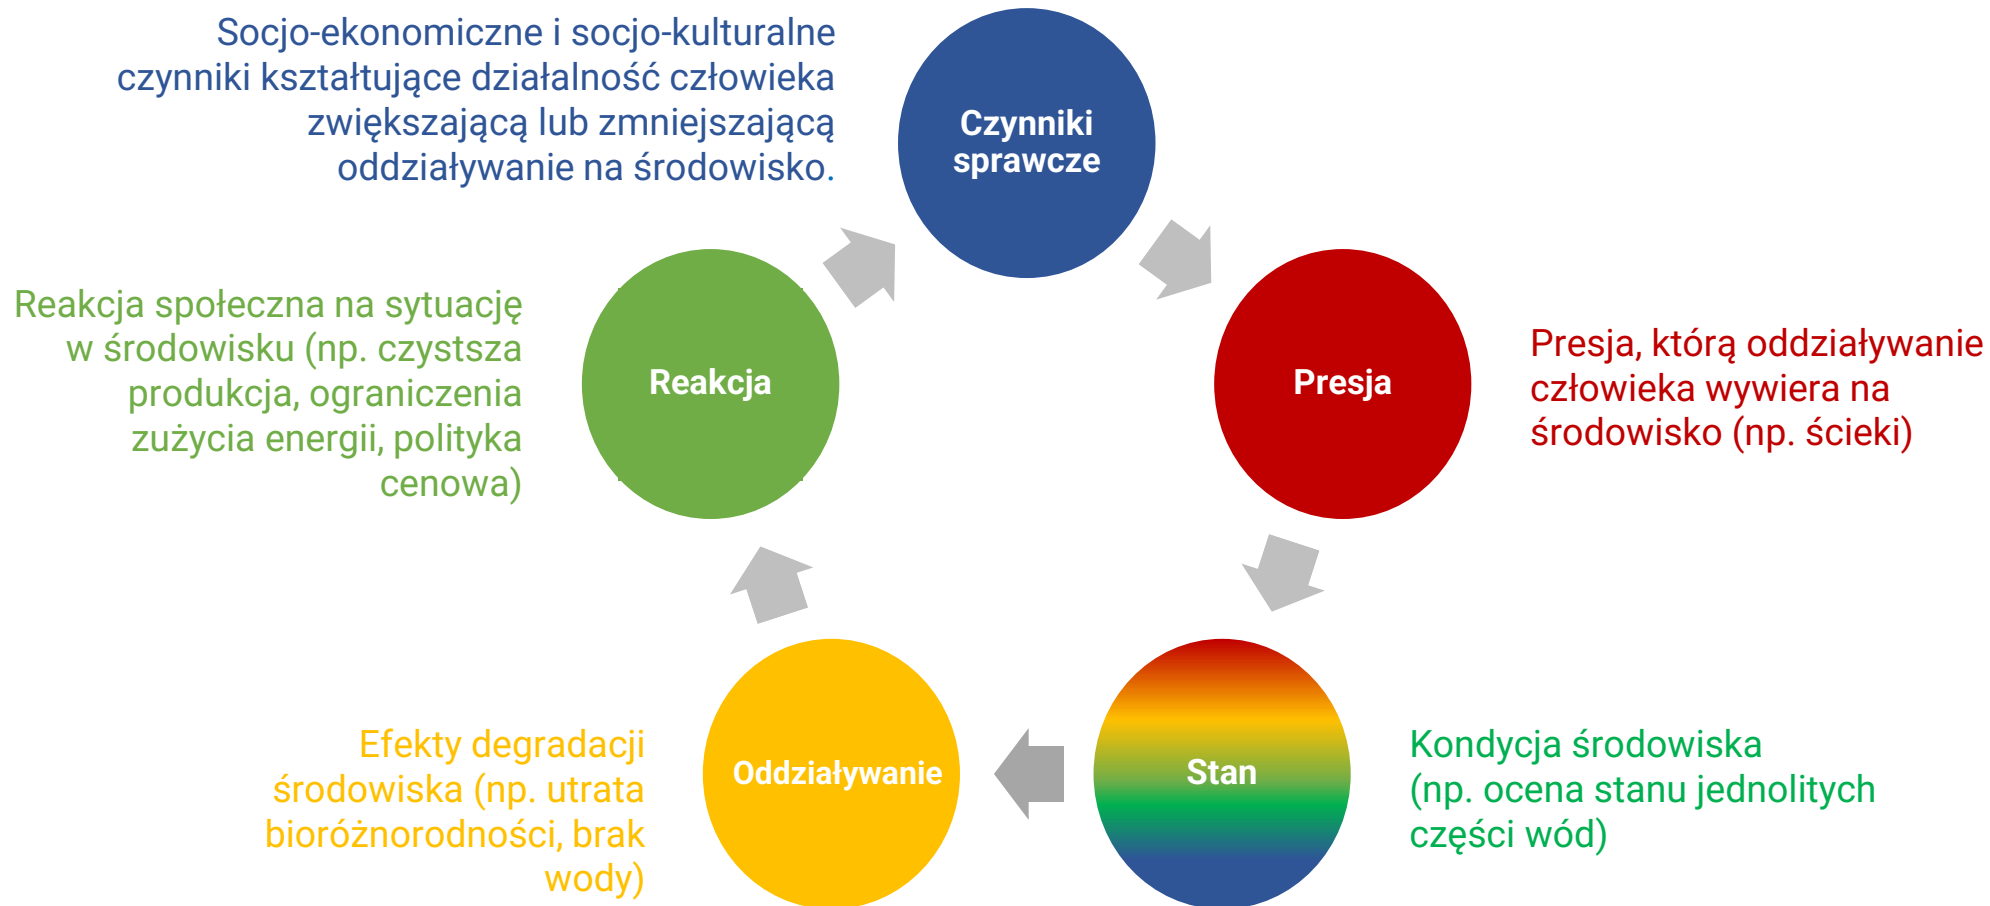 Socjo-ekonomiczne i socjo-kulturalne
czynniki kształtujące działalność człowieka
zwiększającą lub zmniejszającą
oddziaływanie na środowisko.
Czynniki
sprawcze
Reakcja społeczna na sytuację
w środowisku (np. czystsza
produkcja, ograniczenia
zużycia energii, polityka
cenowa)
Reakcja
Presja
Presja, którą oddziaływanie
człowieka wywiera na
środowisko (np. ścieki)
Efekty degradacji
środowiska (np. utrata
bioróżnorodności, brak
wody)
Oddziaływanie
Stan
Kondycja środowiska
(np. ocena stanu jednolitych
części wód)